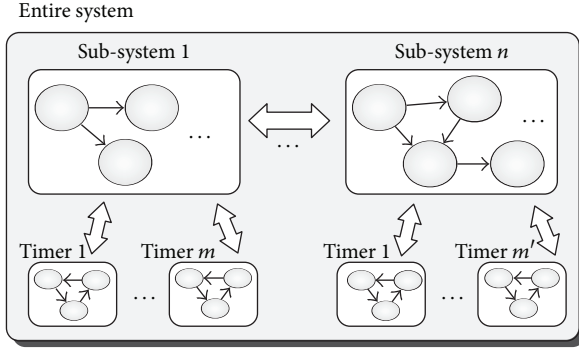 Entire system
Sub-system 1
Sub-system n
...
...
...
Timer 1
Timer m
Timer 1
Timer m′
...
...